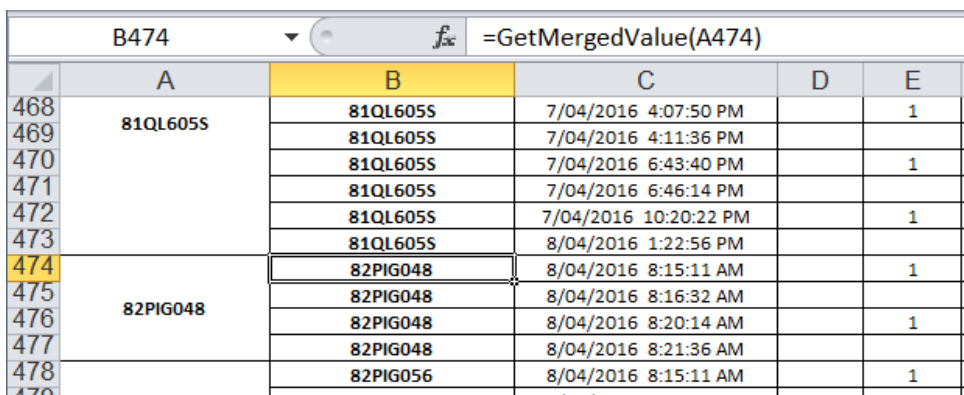 B474 fx =GetMergedValue(A474)
A B C D E
468 81QL605S 81QL605S 7/04/2016 4:07:50 PM 1
469 81QL605S 7/04/2016 4:11:36 PM
470 81QL605S 7/04/2016 6:43:40 PM 1
471 81QL605S 7/04/2016 6:46:14 PM
472 81QL605S 7/04/2016 10:20:22 PM 1
473 81QL605S 8/04/2016 1:22:56 PM
474 82PIG048 8/04/2016 8:15:11 AM 1
475 82PIG048 8/04/2016 8:16:32 AM
476 82PIG048 82PIG048 8/04/2016 8:20:14 AM 1
477 82PIG048 8/04/2016 8:21:36 AM
478 82PIG056 8/04/2016 8:15:11 AM 1